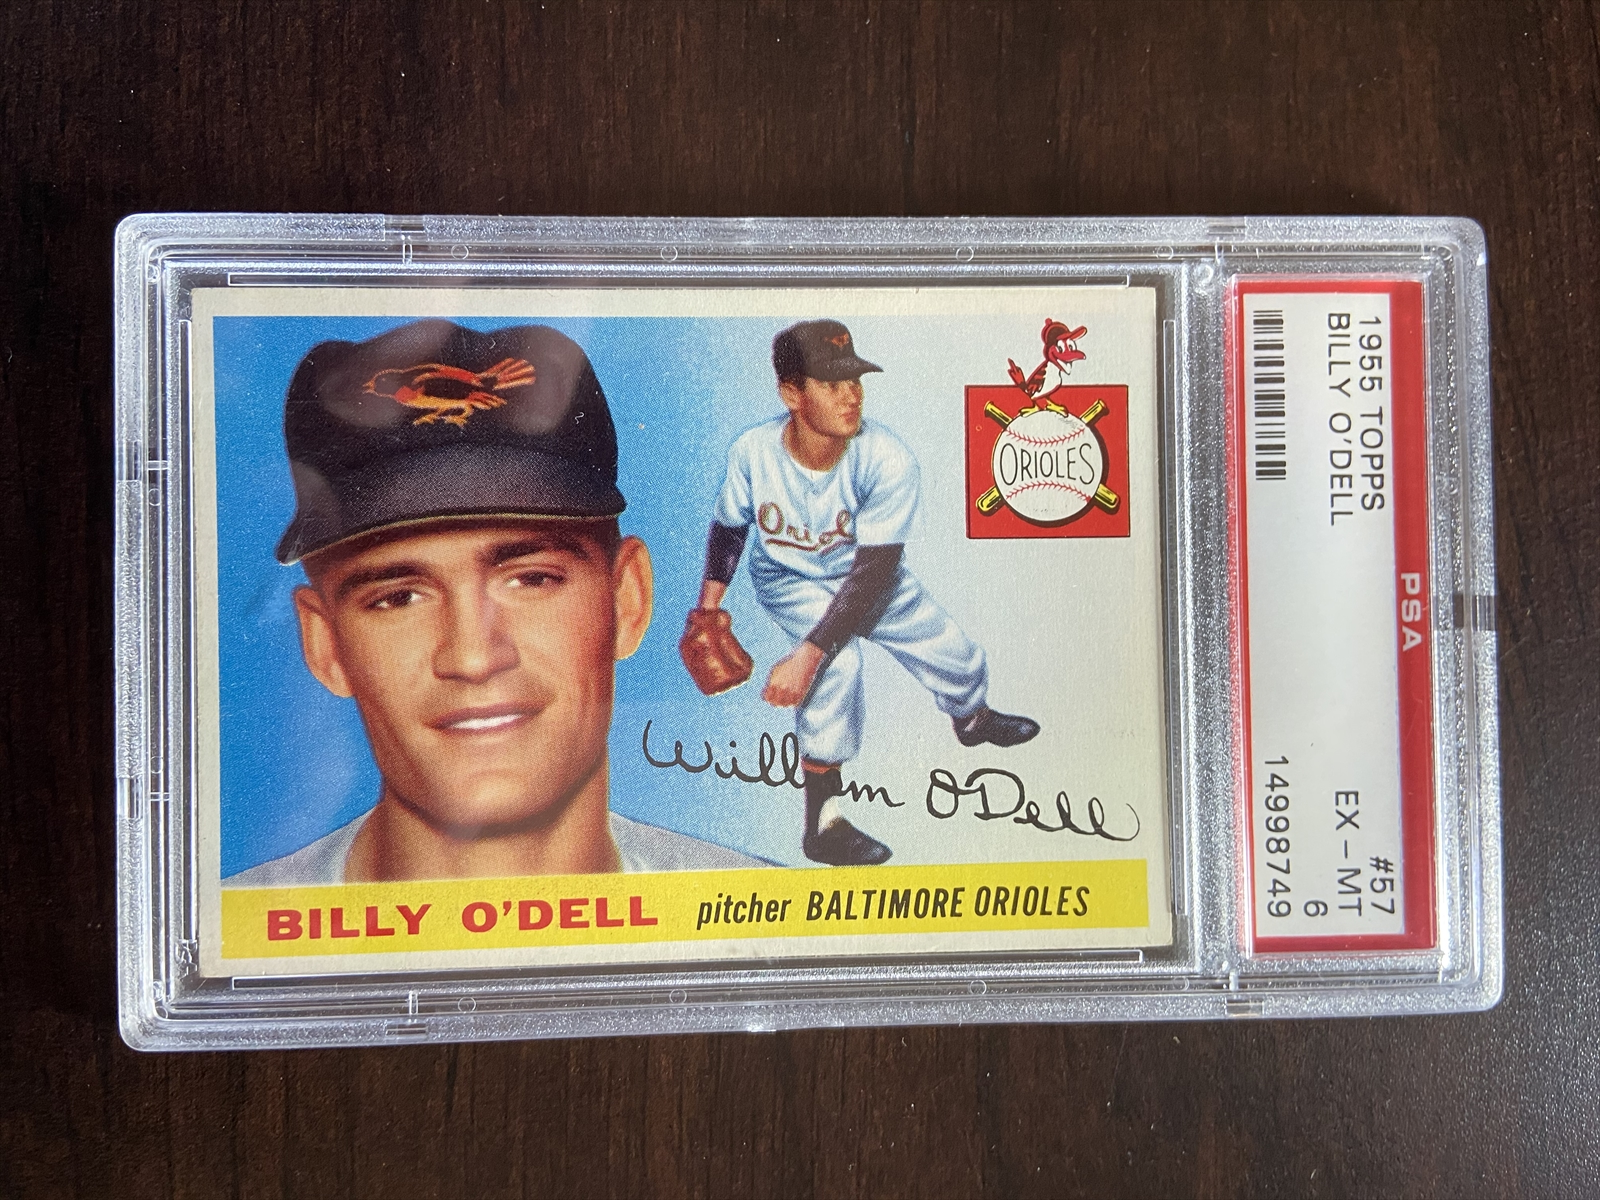 Oriol
ORIOLES
William O'Dell
BILLY O'DELL pitcher BALTIMORE ORIOLES
PSA
1955 TOPPS #57
BILLY O'DELL EX - MT
6
14998749